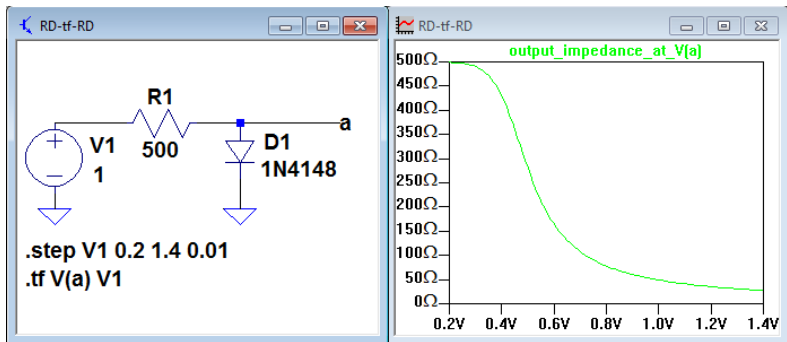 RD-tf-RD
R1
500
a
V1
1
D1
1N4148
.step V1 0.2 1.4 0.01
.tf V(a) V1
RD-tf-RD
output_impedance_at_V(a)
500Ω
450Ω
400Ω
350Ω
300Ω
250Ω
200Ω
150Ω
100Ω
50Ω
0Ω
0.2V 0.4V 0.6V 0.8V 1.0V 1.2V 1.4V